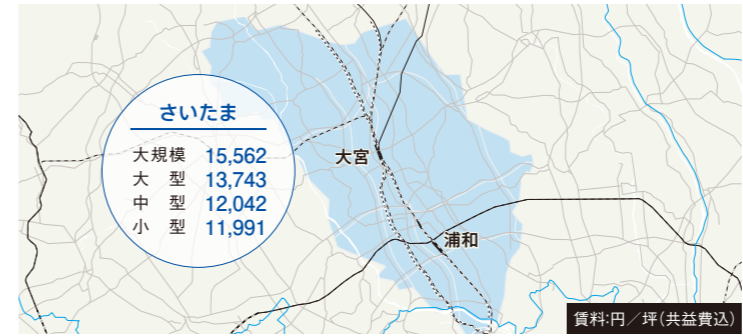 さいたま
大規模 15,562
大型 13,743
中型 12,042
小型 11,991
大宮
浦和
賃料:円／坪(共益費込)